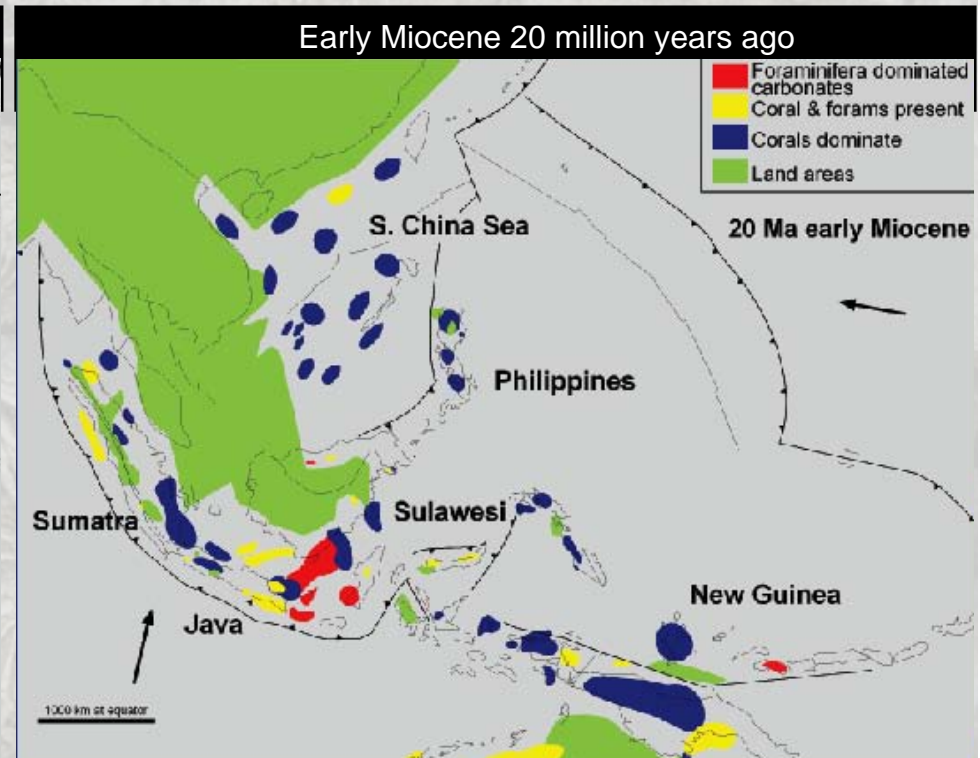 Early Miocene 20 million years ago
Foraminifera dominated
carbonates
Coral & forams present
Corals dominate
Land areas
S. China Sea
20 Ma early Miocene
Philippines
Sumatra
Sulawesi
New Guinea
Java
1000 km at equator